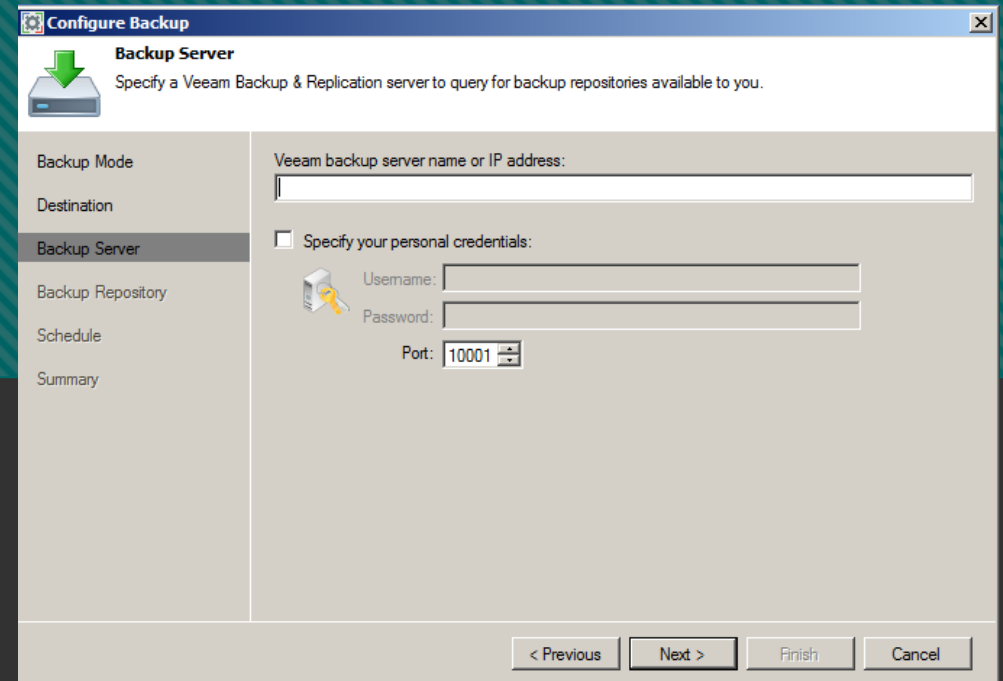 Configure Backup
Backup Server
Specify a Veeam Backup & Replication server to query for backup repositories available to you.
Backup Mode
Destination
Backup Server
Backup Repository
Schedule
Summary
Veeam backup server name or IP address:
Specify your personal credentials:
Username:
Password:
Port: 10001
< Previous Next > Finish Cancel